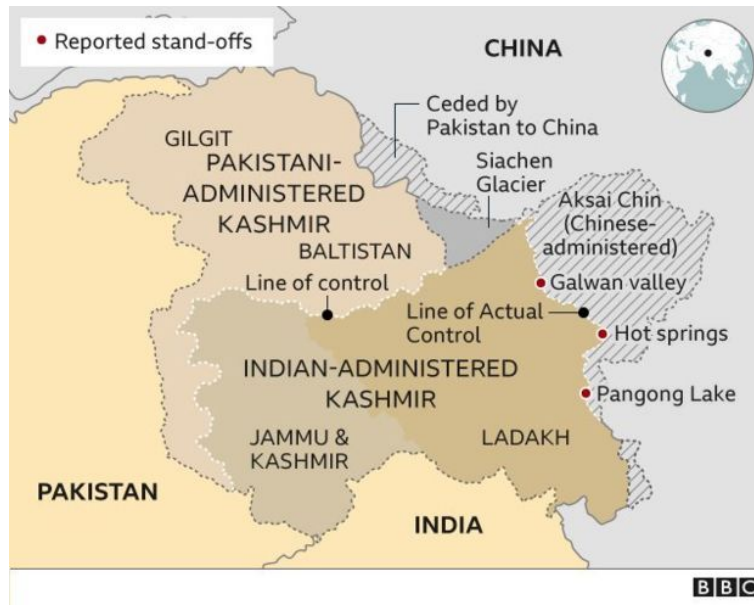 Reported stand-offs
CHINA
Ceded by
Pakistan to China
Siachen
Glacier
GILGIT
PAKISTANI-
ADMINISTERED
KASHMIR
BALTISTAN
Aksai Chin
(Chinese-
administered)
Line of control
Galwan valley
Line of Actual
Control
Hot springs
INDIAN-ADMINISTERED
KASHMIR
Pangong Lake
JAMMU &
KASHMIR
LADAKH
PAKISTAN
INDIA
BBC